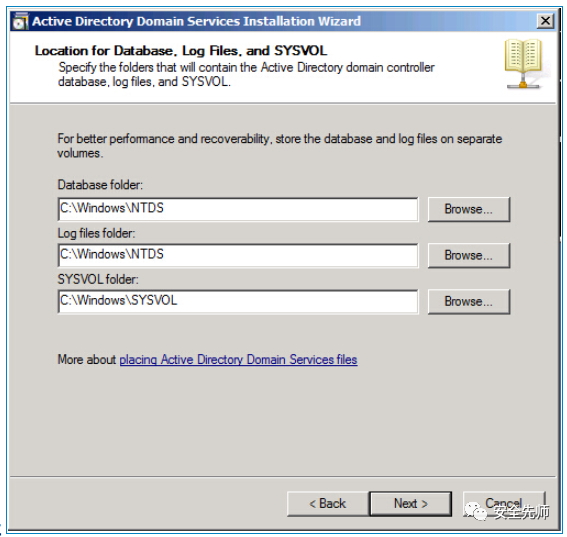 Active Directory Domain Services Installation Wizard
Location for Database, Log Files, and SYSVOL
Specify the folders that will contain the Active Directory domain controller
database, log files, and SYSVOL.
For better performance and recoverability, store the database and log files on separate
volumes.
Database folder:
C:\Windows\NTDS
Browse...
Log files folder:
C:\Windows\NTDS
Browse...
SYSVOL folder:
C:\Windows\SYSVOL
Browse...
More about placing Active Directory Domain Services files
< Back
Next >
Cancel
安全先师